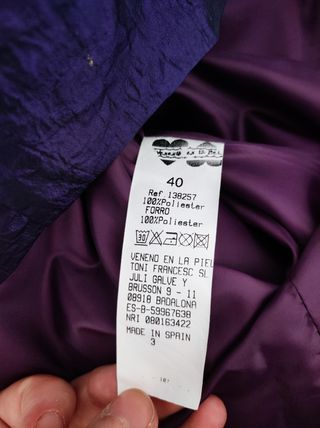 40
Ref 138257
100%Poliester
FORRO
100%Poliester
30
VENENO EN LA PIEL
TONI FRANCESC SL
JULI GALVE Y
BRUSSON 9 - 11
08918 BADALONA
ES-B-59967638
NRI 080163422
MADE IN SPAIN
3